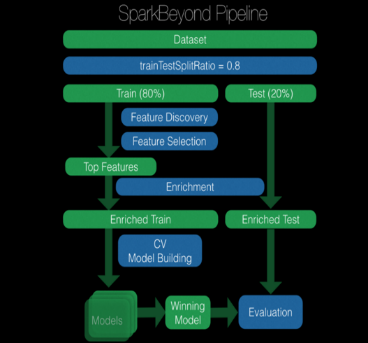 SparkBeyond Pipeline
Dataset
trainTestSplitRatio = 0.8
Train (80%)
Test (20%)
Feature Discovery
Feature Selection
Top Features
Enrichment
Enriched Train
Enriched Test
CV
Model Building
Models
Winning
Model
Evaluation